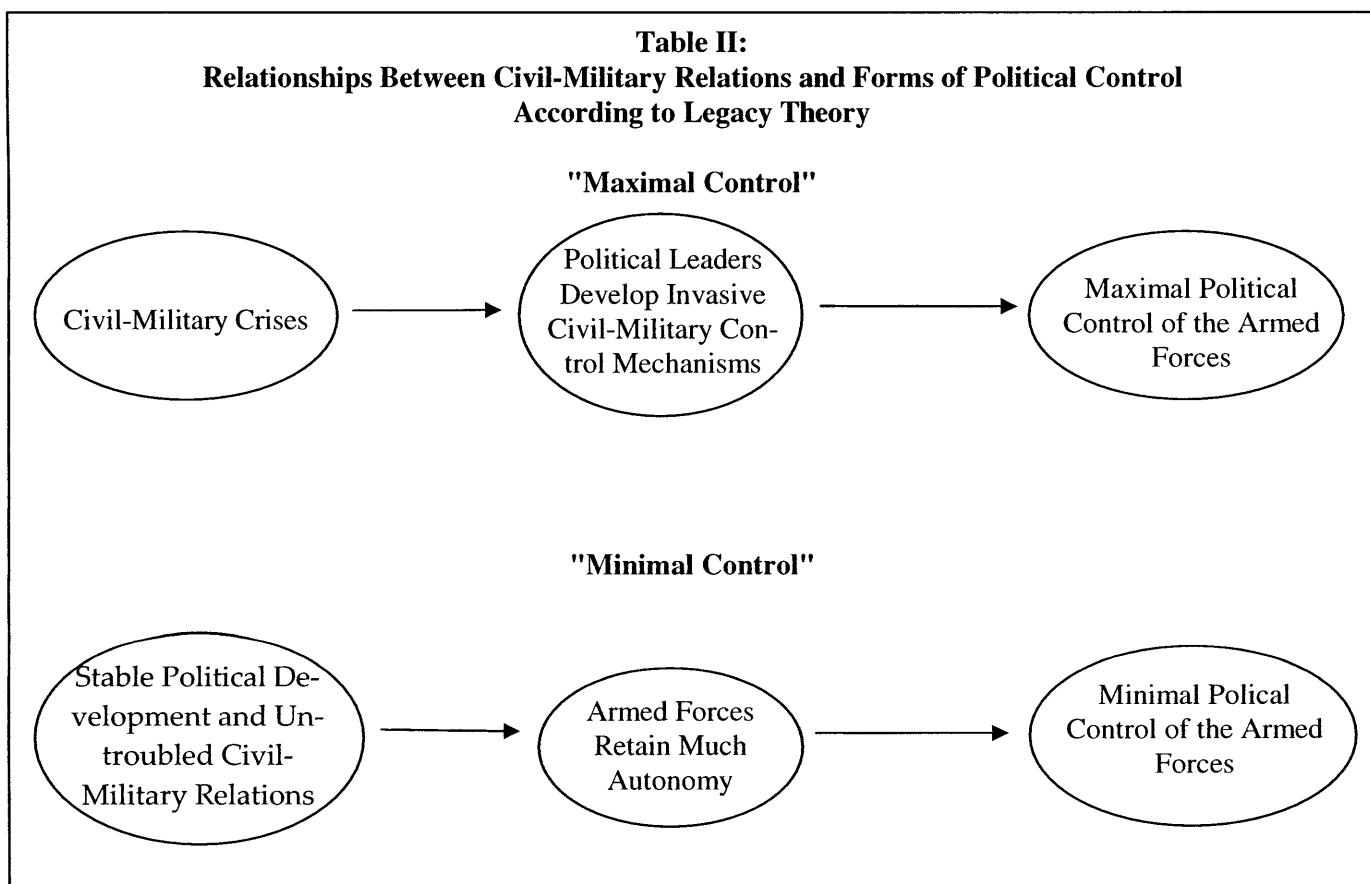 Table II:
Relationships Between Civil-Military Relations and Forms of Political Control
According to Legacy Theory
"Maximal Control"
Civil-Military Crises
Political Leaders
Develop Invasive
Civil-Military Con-
trol Mechanisms
Maximal Political
Control of the Armed
Forces
"Minimal Control"
Stable Political De-
velopment and Un-
troubled Civil-
Military Relations
Armed Forces
Retain Much
Autonomy
Minimal Polical
Control of the Armed
Forces